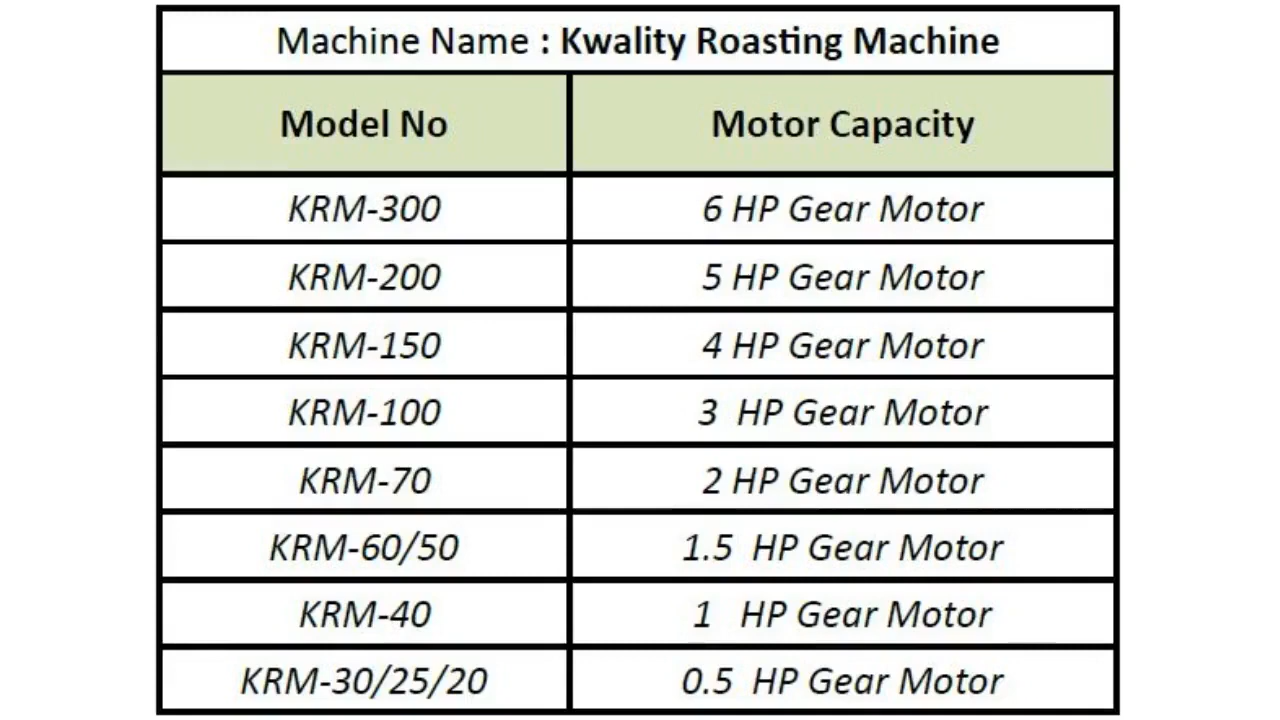 Machine Name : Kwality Roasting Machine
Model No Motor Capacity
KRM-300 6 HP Gear Motor
KRM-200 5 HP Gear Motor
KRM-150 4 HP Gear Motor
KRM-100 3 HP Gear Motor
KRM-70 2 HP Gear Motor
KRM-60/50 1.5 HP Gear Motor
KRM-40 1 HP Gear Motor
KRM-30/25/20 0.5 HP Gear Motor